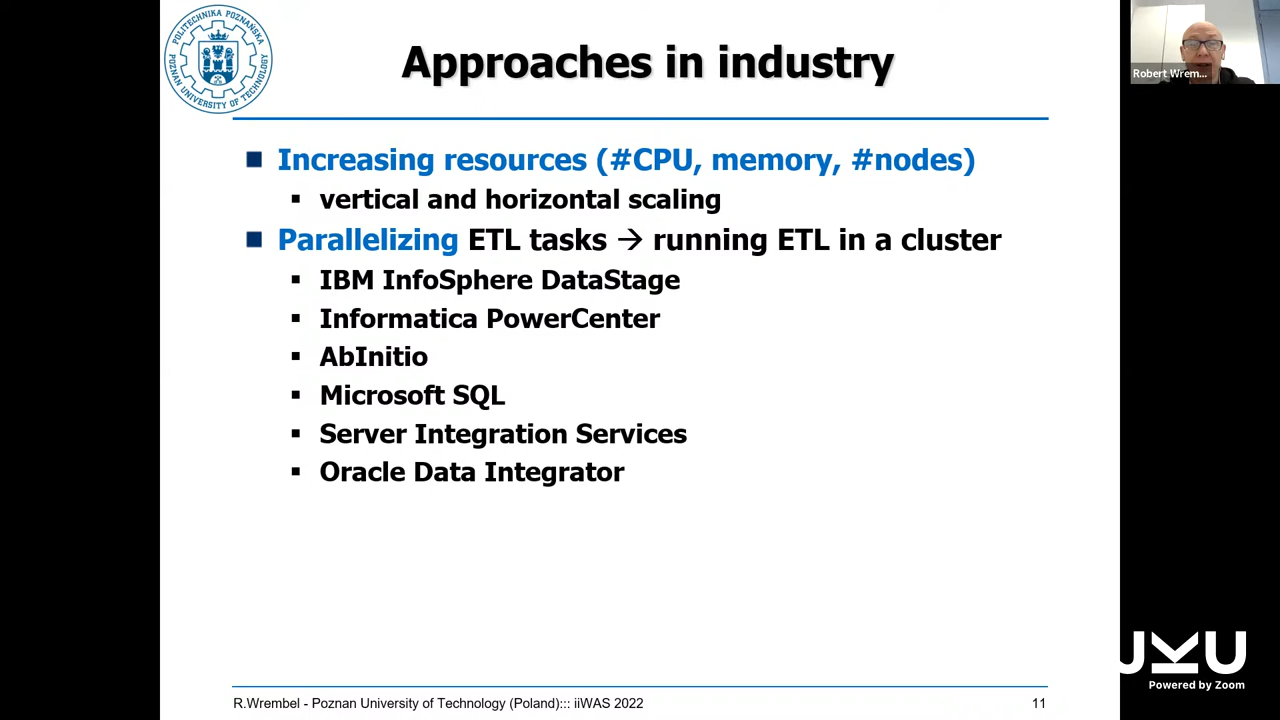 POLITECHNIKA POZNAŃSKA
POZNAN UNIVERSITY OF TECHNOLOGY
Approaches in industry
Robert Wrem...
Increasing resources (#CPU, memory, #nodes)
vertical and horizontal scaling
Parallelizing ETL tasks → running ETL in a cluster
IBM InfoSphere DataStage
Informatica PowerCenter
AbInitio
Microsoft SQL
Server Integration Services
Oracle Data Integrator
JKU
Powered by Zoom
R.Wrembel - Poznan University of Technology (Poland)::: iiWAS 2022
11